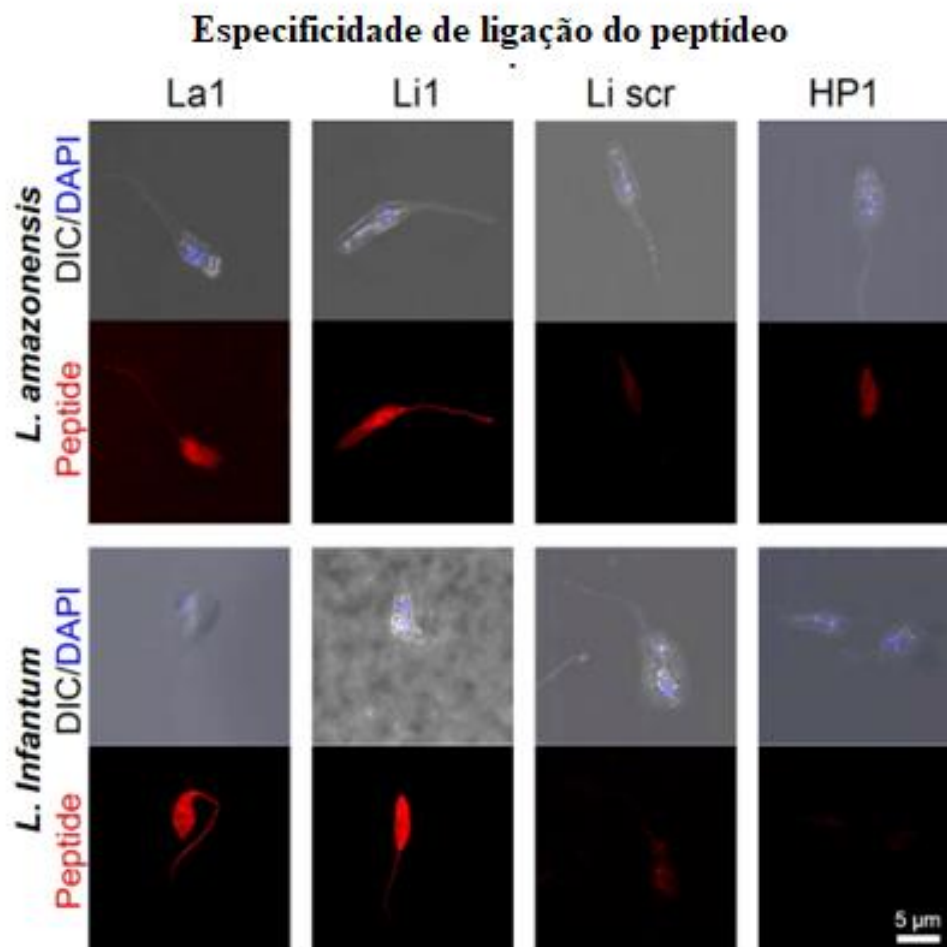 Especificidade de ligação do peptídeo
La1 Li1 Li scr HP1
L. amazonensis
DIC/DAPI
Peptide
L. Infantum
DIC/DAPI
Peptide
5 µm